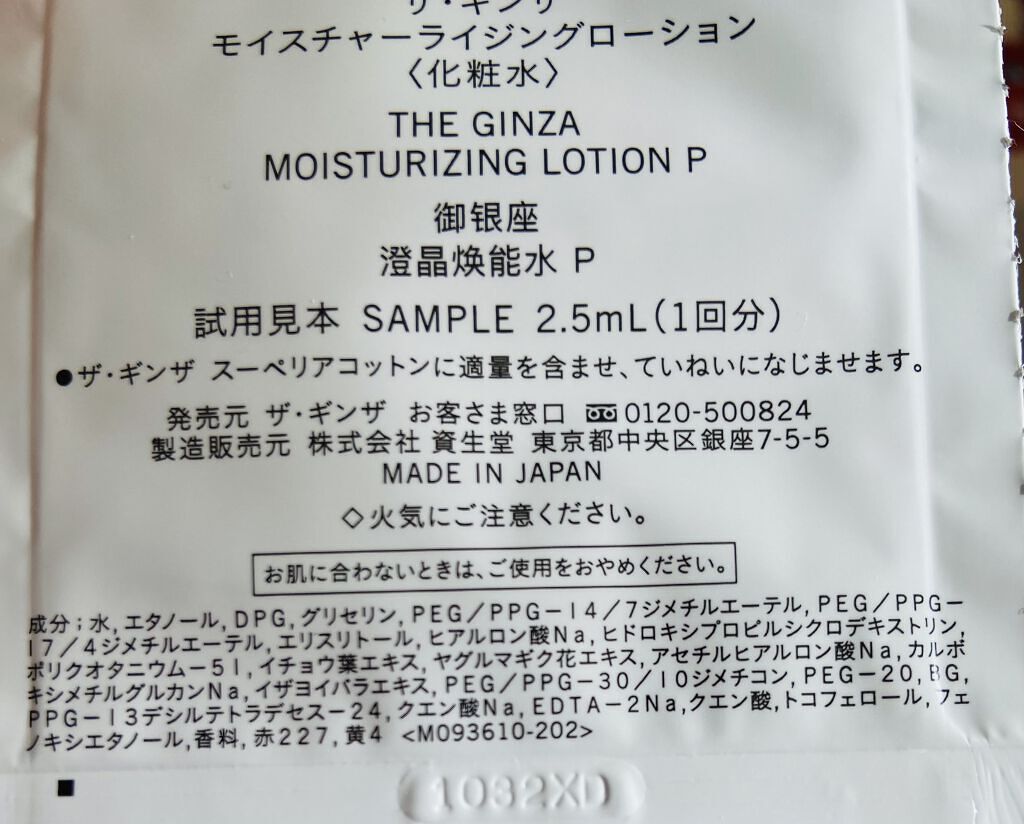 ザ・ギンザ
モイスチャーライジングローション
〈化粧水〉
THE GINZA
MOISTURIZING LOTION P
御银座
澄晶焕能水 P
試用見本 SAMPLE 2.5mL(1回分)
●ザ・ギンザ スーペリアコットンに適量を含ませ、ていねいになじませます。
発売元 ザ・ギンザ お客さま窓口 0120-500824
製造販売元 株式会社 資生堂 東京都中央区銀座7-5-5
MADE IN JAPAN
◇火気にご注意ください。
お肌に合わないときは、ご使用をおやめください。
成分;水,エタノール,DPG,グリセリン,PEG/PPG-14/7ジメチルエーテル,PEG/PPG-
17/4ジメチルエーテル,エリスリトール,ヒアルロン酸Na,ヒドロキシプロピルシクロデキストリン,
ポリクオタニウム-51,イチョウ葉エキス,ヤグルマギク花エキス,アセチルヒアルロン酸Na,カルボ
キシメチルグルカンNa,イザヨイバラエキス,PEG/PPG-30/10ジメチコン,PEG-20,BG,
PPG-13デシルテトラデセス-24,クエン酸Na,EDTA-2Na,クエン酸,トコフェロール,フェ
ノキシエタノール,香料,赤227,黄4 <M093610-202>
1032XD